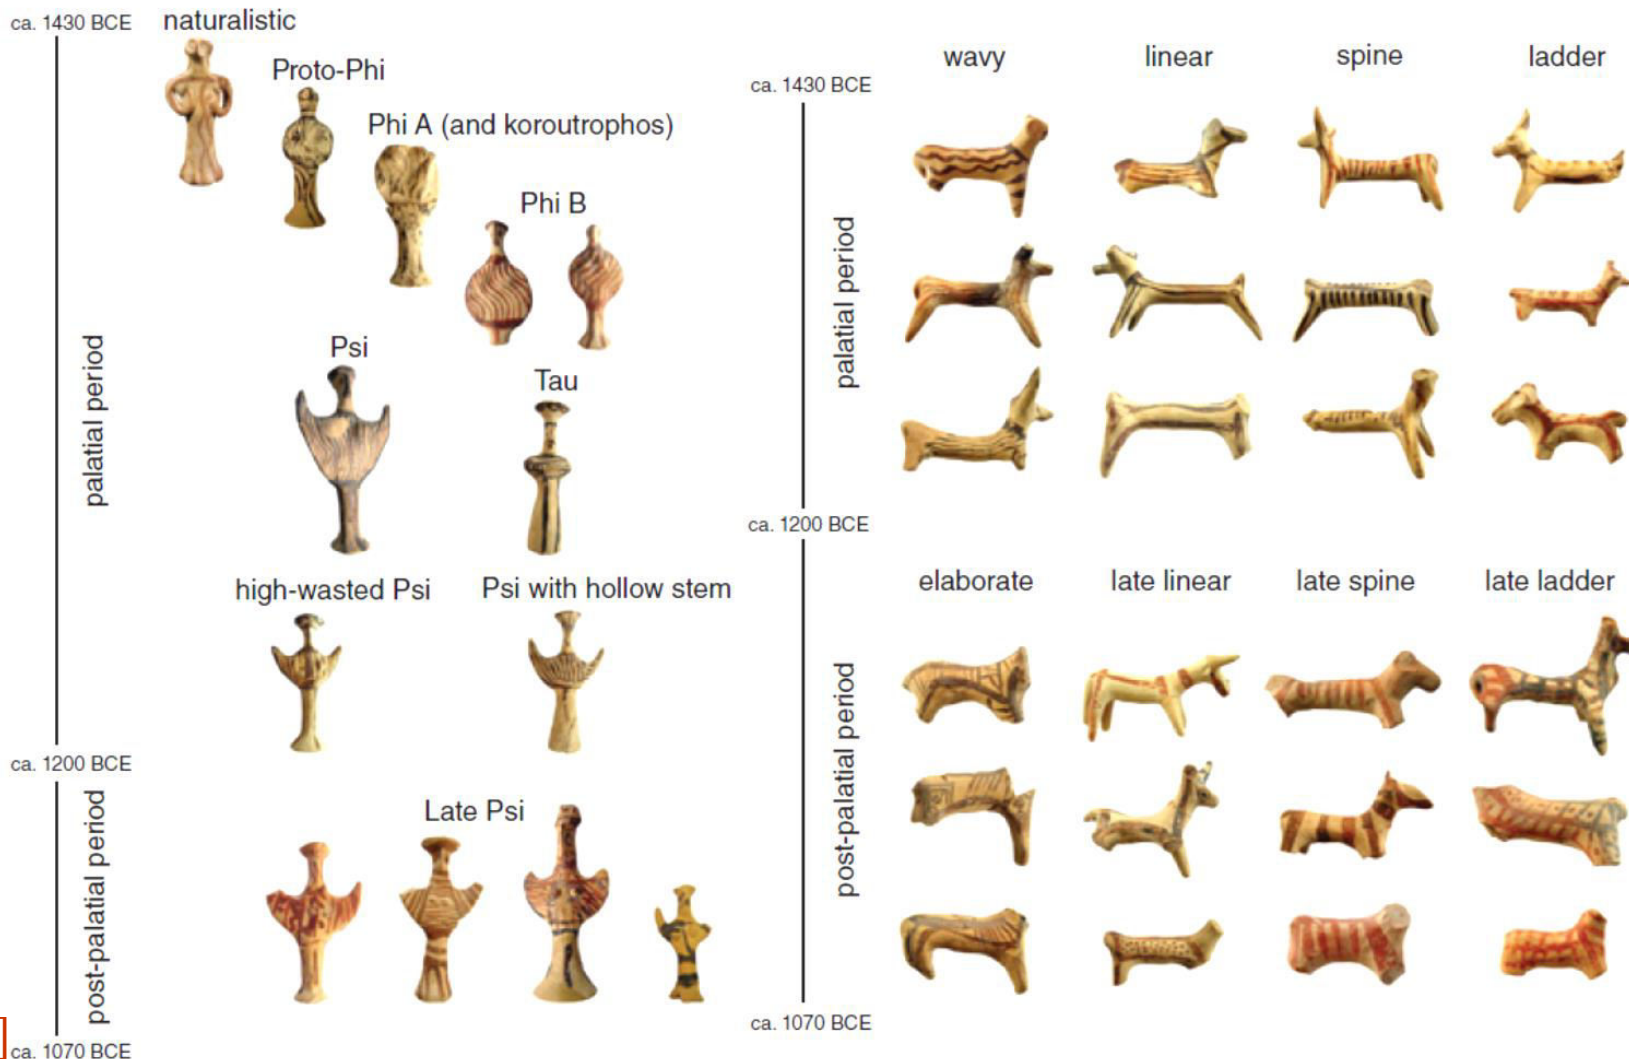 ca. 1430 BCE
naturalistic
Proto-Phi
Phi A (and koroutrophos)
Phi B
Psi
Tau
palatial period
high-wasted Psi
Psi with hollow stem
ca. 1200 BCE
Late Psi
post-palatial period
]
ca. 1070 BCE
wavy
linear
spine
ladder
ca. 1430 BCE
palatial period
ca. 1200 BCE
elaborate
late linear
late spine
late ladder
post-palatial period
ca. 1070 BCE